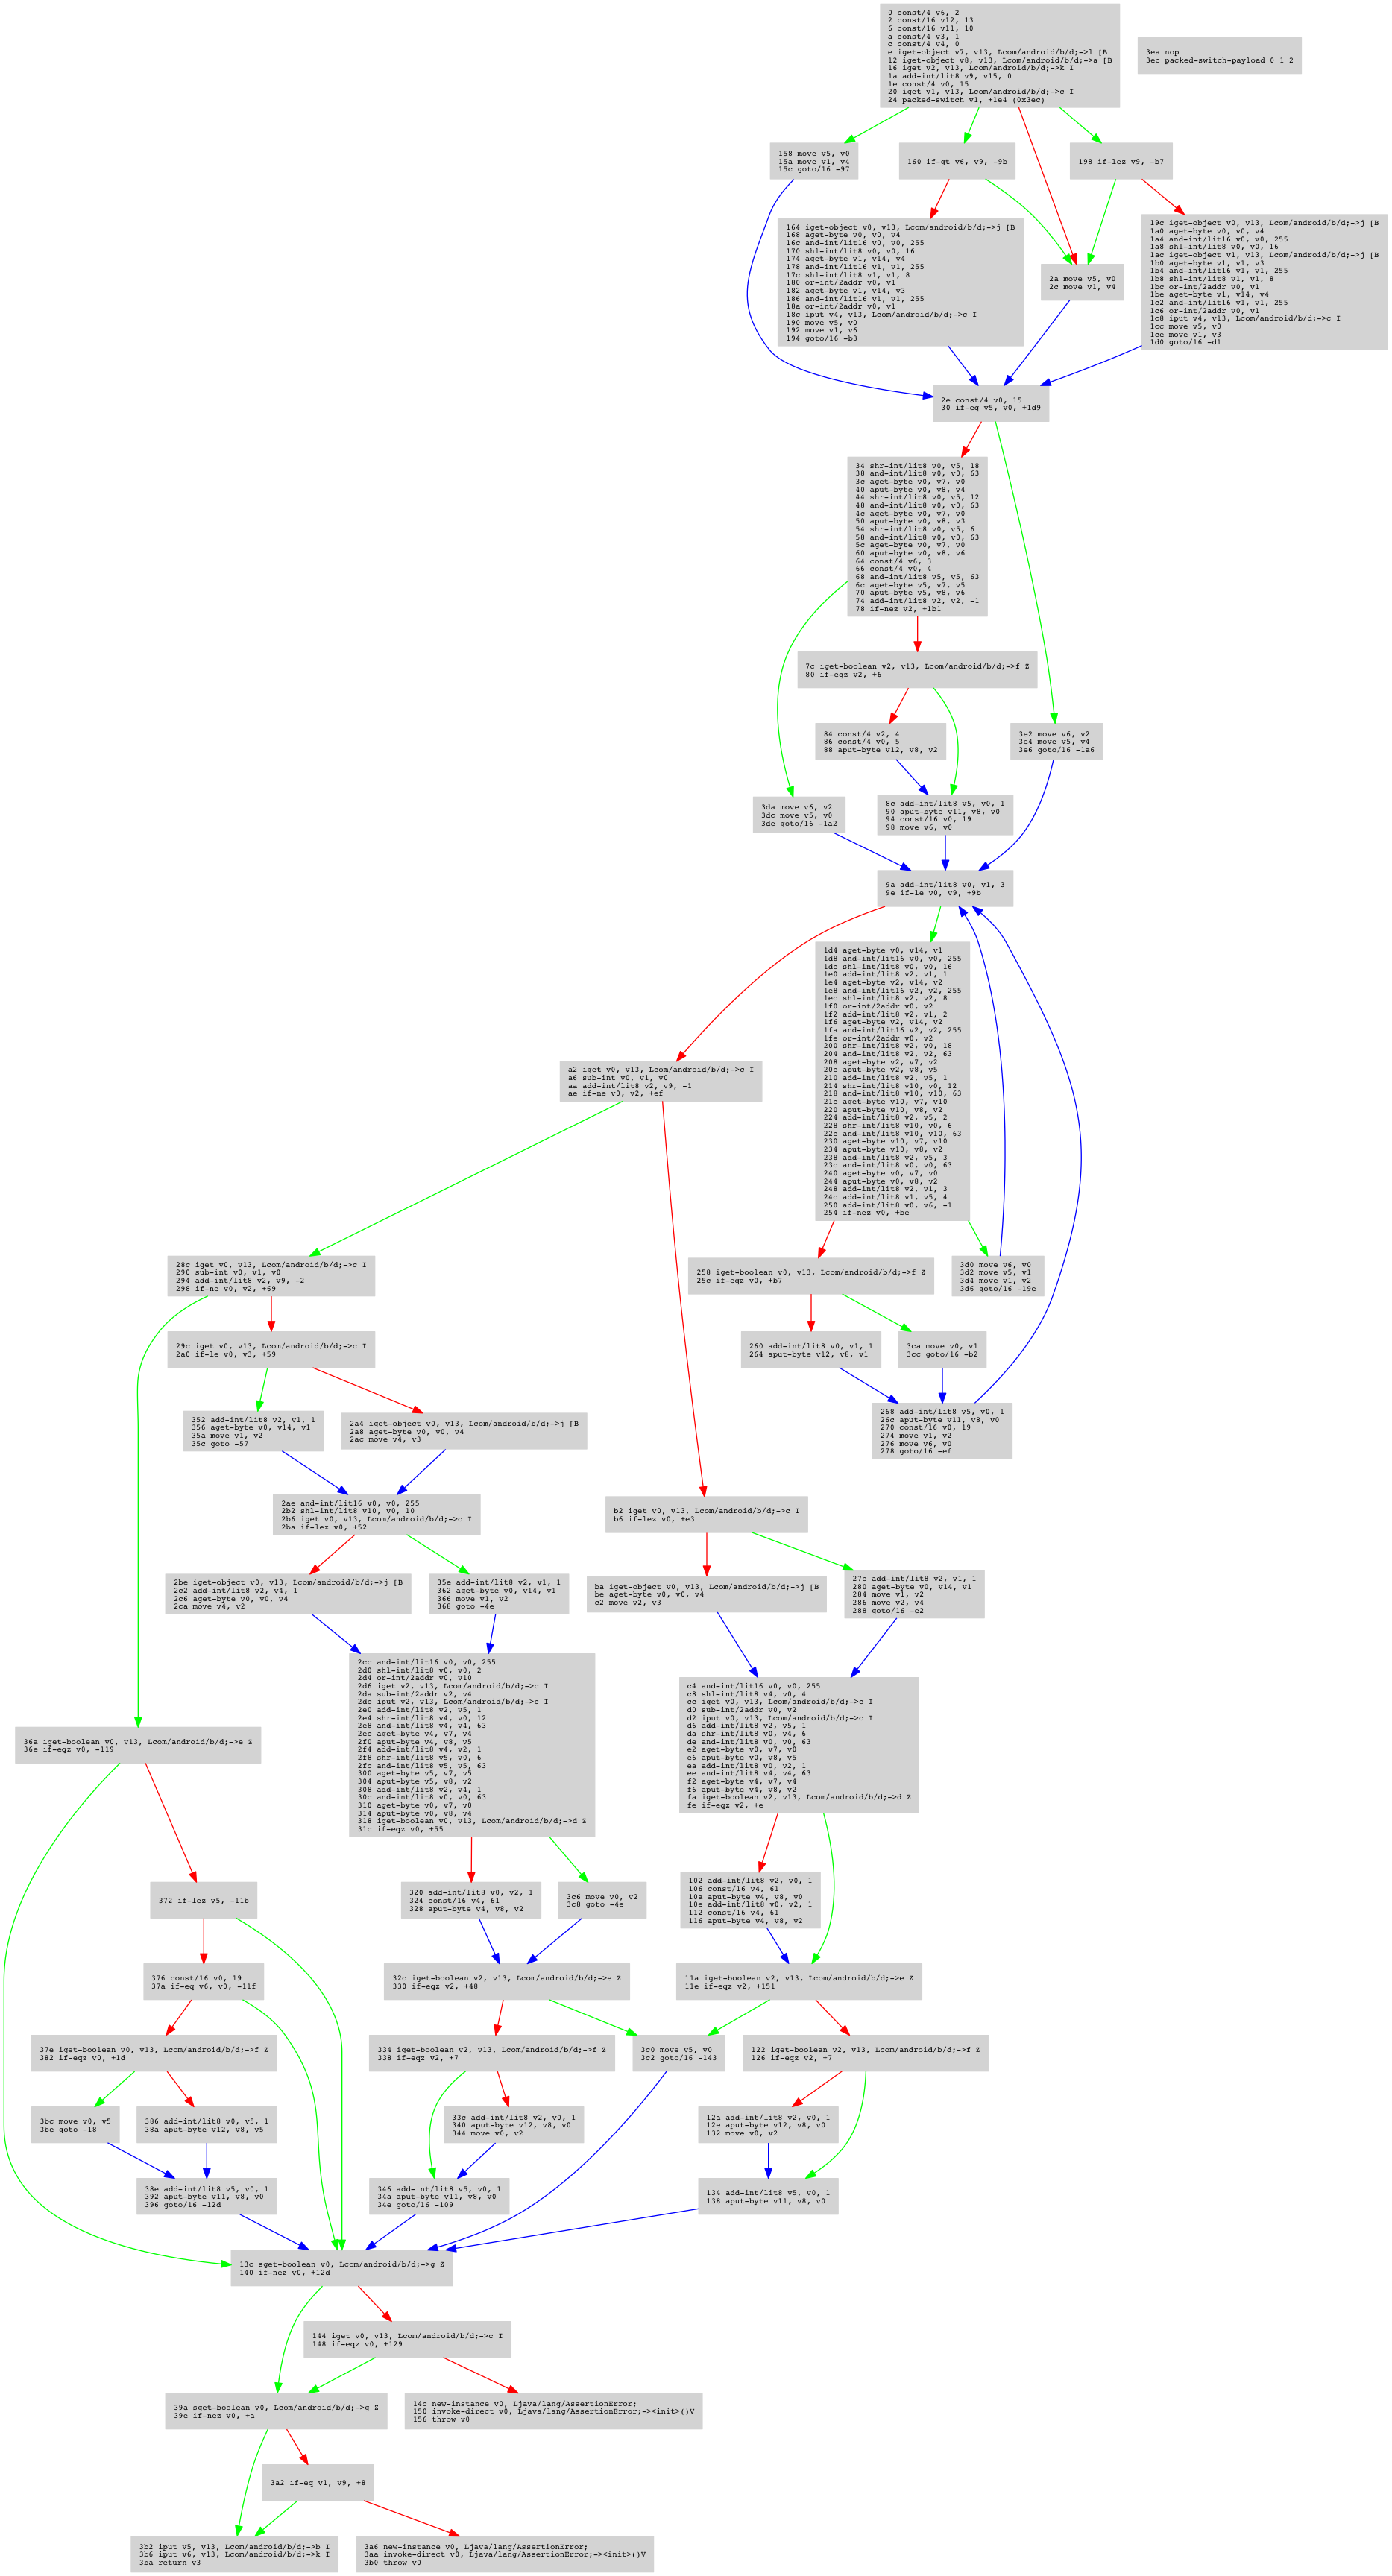 0 const/4 v6, 2
2 const/16 v12, 13
6 const/16 v11, 10
a const/4 v3, 1
c const/4 v4, 0
e iget-object v7, v13, Lcom/android/b/d;->l [B
12 iget-object v8, v13, Lcom/android/b/d;->a [B
16 iget v2, v13, Lcom/android/b/d;->k I
1a add-int/lit8 v9, v15, 0
1e const/4 v0, 15
20 iget v1, v13, Lcom/android/b/d;->c I
24 packed-switch v1, +1e4 (0x3ec)
3ea nop
3ec packed-switch-payload 0 1 2
158 move v5, v0
15a move v1, v4
15c goto/16 -97
160 if-gt v6, v9, -9b
198 if-lez v9, -b7
164 iget-object v0, v13, Lcom/android/b/d;->j [B
168 aget-byte v0, v0, v4
16c and-int/lit16 v0, v0, 255
170 shl-int/lit8 v0, v0, 16
174 aget-byte v1, v14, v4
178 and-int/lit16 v1, v1, 255
17c shl-int/lit8 v1, v1, 8
180 or-int/2addr v0, v1
182 aget-byte v1, v14, v3
186 and-int/lit16 v1, v1, 255
18a or-int/2addr v0, v1
18c iput v4, v13, Lcom/android/b/d;->c I
190 move v5, v0
192 move v1, v6
194 goto/16 -b3
2a move v5, v0
2c move v1, v4
19c iget-object v0, v13, Lcom/android/b/d;->j [B
1a0 aget-byte v0, v0, v4
1a4 and-int/lit16 v0, v0, 255
1a8 shl-int/lit8 v0, v0, 16
1ac iget-object v1, v13, Lcom/android/b/d;->j [B
1b0 aget-byte v1, v1, v3
1b4 and-int/lit16 v1, v1, 255
1b8 shl-int/lit8 v1, v1, 8
1bc or-int/2addr v0, v1
1be aget-byte v1, v14, v4
1c2 and-int/lit16 v1, v1, 255
1c6 or-int/2addr v0, v1
1c8 iput v4, v13, Lcom/android/b/d;->c I
1cc move v5, v0
1ce move v1, v3
1d0 goto/16 -d1
2e const/4 v0, 15
30 if-eq v5, v0, +1d9
34 shr-int/lit8 v0, v5, 18
38 and-int/lit8 v0, v0, 63
3c aget-byte v0, v7, v0
40 aput-byte v0, v8, v4
44 shr-int/lit8 v0, v5, 12
48 and-int/lit8 v0, v0, 63
4c aget-byte v0, v7, v0
50 aput-byte v0, v8, v3
54 shr-int/lit8 v0, v5, 6
58 and-int/lit8 v0, v0, 63
5c aget-byte v0, v7, v0
60 aput-byte v0, v8, v6
64 const/4 v6, 3
66 const/4 v0, 4
68 and-int/lit8 v5, v5, 63
6c aget-byte v5, v7, v5
70 aput-byte v5, v8, v6
74 add-int/lit8 v2, v2, -1
78 if-nez v2, +1b1
7c iget-boolean v2, v13, Lcom/android/b/d;->f Z
80 if-eqz v2, +6
84 const/4 v2, 4
86 const/4 v0, 5
88 aput-byte v12, v8, v2
3e2 move v6, v2
3e4 move v5, v4
3e6 goto/16 -1a6
3da move v6, v2
3dc move v5, v0
3de goto/16 -1a2
8c add-int/lit8 v5, v0, 1
90 aput-byte v11, v8, v0
94 const/16 v0, 19
98 move v6, v0
9a add-int/lit8 v0, v1, 3
9e if-le v0, v9, +9b
1d4 aget-byte v0, v14, v1
1d8 and-int/lit16 v0, v0, 255
1dc shl-int/lit8 v0, v0, 16
1e0 add-int/lit8 v2, v1, 1
1e4 aget-byte v2, v14, v2
1e8 and-int/lit16 v2, v2, 255
1ec shl-int/lit8 v2, v2, 8
1f0 or-int/2addr v0, v2
1f2 add-int/lit8 v2, v1, 2
1f6 aget-byte v2, v14, v2
1fa and-int/lit16 v2, v2, 255
1fe or-int/2addr v0, v2
200 shr-int/lit8 v2, v0, 18
204 and-int/lit8 v2, v2, 63
208 aget-byte v2, v7, v2
20c aput-byte v2, v8, v5
210 add-int/lit8 v2, v5, 1
214 shr-int/lit8 v10, v0, 12
218 and-int/lit8 v10, v10, 63
21c aget-byte v10, v7, v10
220 aput-byte v10, v8, v2
224 add-int/lit8 v2, v5, 2
228 shr-int/lit8 v10, v0, 6
22c and-int/lit8 v10, v10, 63
230 aget-byte v10, v7, v10
234 aput-byte v10, v8, v2
238 add-int/lit8 v2, v5, 3
23c and-int/lit8 v0, v0, 63
240 aget-byte v0, v7, v0
244 aput-byte v0, v8, v2
248 add-int/lit8 v2, v1, 3
24c add-int/lit8 v1, v5, 4
250 add-int/lit8 v0, v6, -1
254 if-nez v0, +be
a2 iget v0, v13, Lcom/android/b/d;->c I
a6 sub-int v0, v1, v0
aa add-int/lit8 v2, v9, -1
ae if-ne v0, v2, +ef
28c iget v0, v13, Lcom/android/b/d;->c I
290 sub-int v0, v1, v0
294 add-int/lit8 v2, v9, -2
298 if-ne v0, v2, +69
258 iget-boolean v0, v13, Lcom/android/b/d;->f Z
25c if-eqz v0, +b7
3d0 move v6, v0
3d2 move v5, v1
3d4 move v1, v2
3d6 goto/16 -19e
29c iget v0, v13, Lcom/android/b/d;->c I
2a0 if-le v0, v3, +59
260 add-int/lit8 v0, v1, 1
264 aput-byte v12, v8, v1
3ca move v0, v1
3cc goto/16 -b2
352 add-int/lit8 v2, v1, 1
356 aget-byte v0, v14, v1
35a move v1, v2
35c goto -57
2a4 iget-object v0, v13, Lcom/android/b/d;->j [B
2a8 aget-byte v0, v0, v4
2ac move v4, v3
268 add-int/lit8 v5, v0, 1
26c aput-byte v11, v8, v0
270 const/16 v0, 19
274 move v1, v2
276 move v6, v0
278 goto/16 -ef
2ae and-int/lit16 v0, v0, 255
2b2 shl-int/lit8 v10, v0, 10
2b6 iget v0, v13, Lcom/android/b/d;->c I
2ba if-lez v0, +52
b2 iget v0, v13, Lcom/android/b/d;->c I
b6 if-lez v0, +e3
2be iget-object v0, v13, Lcom/android/b/d;->j [B
2c2 add-int/lit8 v2, v4, 1
2c6 aget-byte v0, v0, v4
2ca move v4, v2
35e add-int/lit8 v2, v1, 1
362 aget-byte v0, v14, v1
366 move v1, v2
368 goto -4e
ba iget-object v0, v13, Lcom/android/b/d;->j [B
be aget-byte v0, v0, v4
c2 move v2, v3
27c add-int/lit8 v2, v1, 1
280 aget-byte v0, v14, v1
284 move v1, v2
286 move v2, v4
288 goto/16 -e2
2cc and-int/lit16 v0, v0, 255
2d0 shl-int/lit8 v0, v0, 2
2d4 or-int/2addr v0, v10
2d6 iget v2, v13, Lcom/android/b/d;->c I
2da sub-int/2addr v2, v4
2dc iput v2, v13, Lcom/android/b/d;->c I
2e0 add-int/lit8 v2, v5, 1
2e4 shr-int/lit8 v4, v0, 12
2e8 and-int/lit8 v4, v4, 63
2ec aget-byte v4, v7, v4
2f0 aput-byte v4, v8, v5
2f4 add-int/lit8 v4, v2, 1
2f8 shr-int/lit8 v5, v0, 6
2fc and-int/lit8 v5, v5, 63
300 aget-byte v5, v7, v5
304 aput-byte v5, v8, v2
308 add-int/lit8 v2, v4, 1
30c and-int/lit8 v0, v0, 63
310 aget-byte v0, v7, v0
314 aput-byte v0, v8, v4
318 iget-boolean v0, v13, Lcom/android/b/d;->d Z
31c if-eqz v0, +55
c4 and-int/lit16 v0, v0, 255
c8 shl-int/lit8 v4, v0, 4
cc iget v0, v13, Lcom/android/b/d;->c I
d0 sub-int/2addr v0, v2
d2 iput v0, v13, Lcom/android/b/d;->c I
d6 add-int/lit8 v2, v5, 1
da shr-int/lit8 v0, v4, 6
de and-int/lit8 v0, v0, 63
e2 aget-byte v0, v7, v0
e6 aput-byte v0, v8, v5
ea add-int/lit8 v0, v2, 1
ee and-int/lit8 v4, v4, 63
f2 aget-byte v4, v7, v4
f6 aput-byte v4, v8, v2
fa iget-boolean v2, v13, Lcom/android/b/d;->d Z
fe if-eqz v2, +e
36a iget-boolean v0, v13, Lcom/android/b/d;->e Z
36e if-eqz v0, -119
372 if-lez v5, -11b
320 add-int/lit8 v0, v2, 1
324 const/16 v4, 61
328 aput-byte v4, v8, v2
3c6 move v0, v2
3c8 goto -4e
102 add-int/lit8 v2, v0, 1
106 const/16 v4, 61
10a aput-byte v4, v8, v0
10e add-int/lit8 v0, v2, 1
112 const/16 v4, 61
116 aput-byte v4, v8, v2
376 const/16 v0, 19
37a if-eq v6, v0, -11f
32c iget-boolean v2, v13, Lcom/android/b/d;->e Z
330 if-eqz v2, +48
11a iget-boolean v2, v13, Lcom/android/b/d;->e Z
11e if-eqz v2, +151
37e iget-boolean v0, v13, Lcom/android/b/d;->f Z
382 if-eqz v0, +1d
334 iget-boolean v2, v13, Lcom/android/b/d;->f Z
338 if-eqz v2, +7
3c0 move v5, v0
3c2 goto/16 -143
122 iget-boolean v2, v13, Lcom/android/b/d;->f Z
126 if-eqz v2, +7
3bc move v0, v5
3be goto -18
386 add-int/lit8 v0, v5, 1
38a aput-byte v12, v8, v5
33c add-int/lit8 v2, v0, 1
340 aput-byte v12, v8, v0
344 move v0, v2
12a add-int/lit8 v2, v0, 1
12e aput-byte v12, v8, v0
132 move v0, v2
38e add-int/lit8 v5, v0, 1
392 aput-byte v11, v8, v0
396 goto/16 -12d
346 add-int/lit8 v5, v0, 1
34a aput-byte v11, v8, v0
34e goto/16 -109
134 add-int/lit8 v5, v0, 1
138 aput-byte v11, v8, v0
13c sget-boolean v0, Lcom/android/b/d;->g Z
140 if-nez v0, +12d
144 iget v0, v13, Lcom/android/b/d;->c I
148 if-eqz v0, +129
39a sget-boolean v0, Lcom/android/b/d;->g Z
39e if-nez v0, +a
14c new-instance v0, Ljava/lang/AssertionError;
150 invoke-direct v0, Ljava/lang/AssertionError;-><init>()V
156 throw v0
3a2 if-eq v1, v9, +8
3b2 iput v5, v13, Lcom/android/b/d;->b I
3b6 iput v6, v13, Lcom/android/b/d;->k I
3ba return v3
3a6 new-instance v0, Ljava/lang/AssertionError;
3aa invoke-direct v0, Ljava/lang/AssertionError;-><init>()V
3b0 throw v0